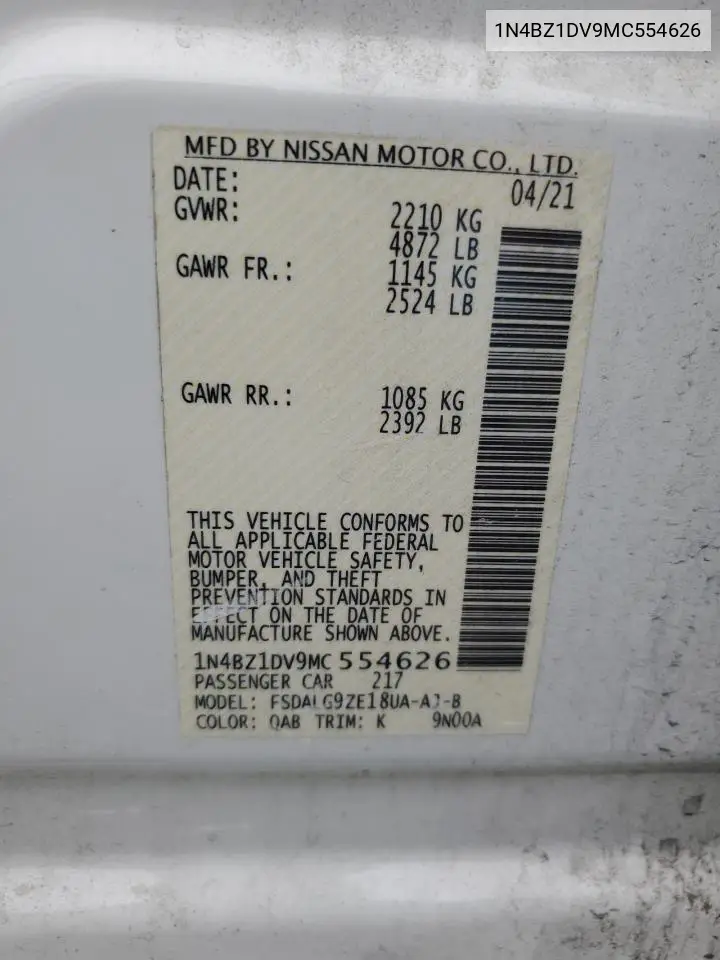 1N4BZ1DV9MC554626
MFD BY NISSAN MOTOR CO., LTD.
DATE: 04/21
GVWR: 2210 KG
4872 LB
GAWR FR.: 1145 KG
2524 LB
GAWR RR.: 1085 KG
2392 LB
THIS VEHICLE CONFORMS TO
ALL APPLICABLE FEDERAL
MOTOR VEHICLE SAFETY,
BUMPER, AND THEFT
PREVENTION STANDARDS IN
EFFECT ON THE DATE OF
MANUFACTURE SHOWN ABOVE.
1N4BZ1DV9MC 554626
PASSENGER CAR 217
MODEL:
COLOR: QAB TRIM: K 9N00A